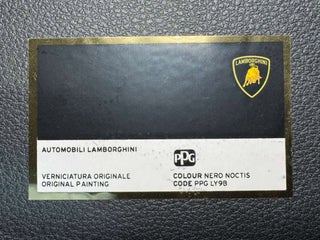 LAMBORGHINI
AUTOMOBILI LAMBORGHINI
PPG
VERNICIATURA ORIGINALE
ORIGINAL PAINTING
COLOUR NERO NOCTIS
CODE PPG LY9B